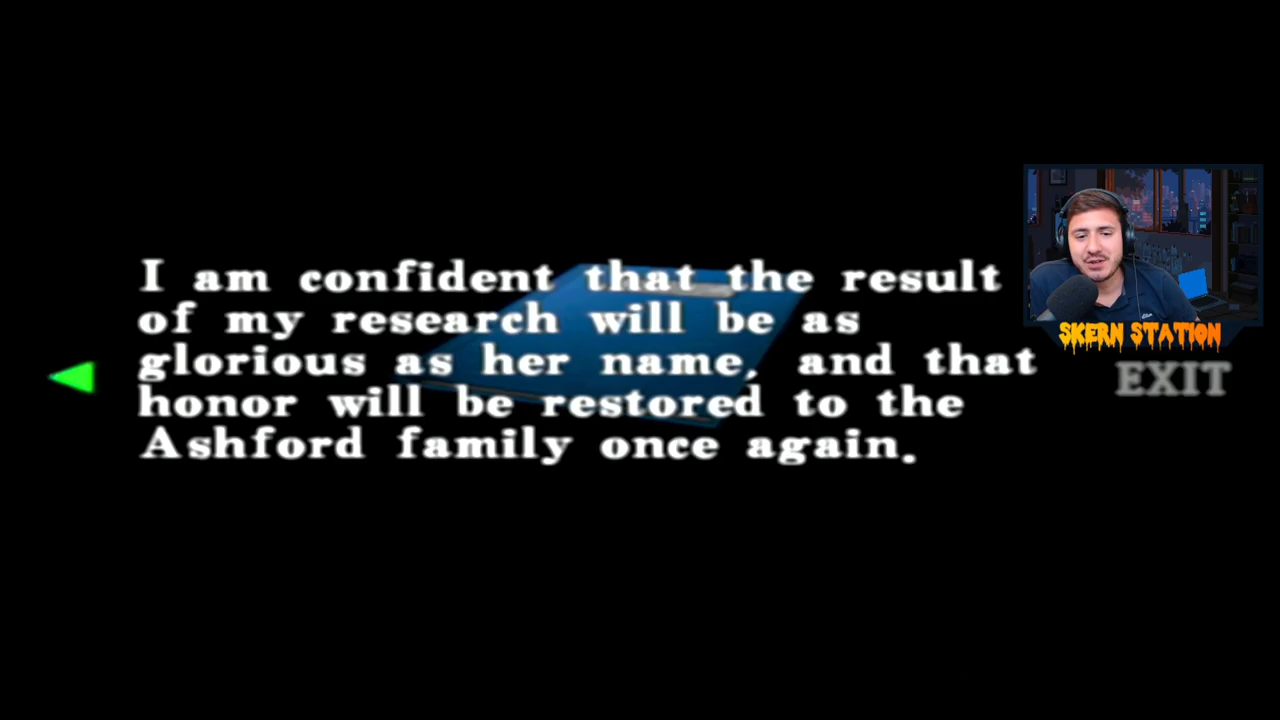 I am confident that the result
of my research will be as
glorious as her name, and that
honor will be restored to the
Ashford family once again.
SKERN STATION
EXIT